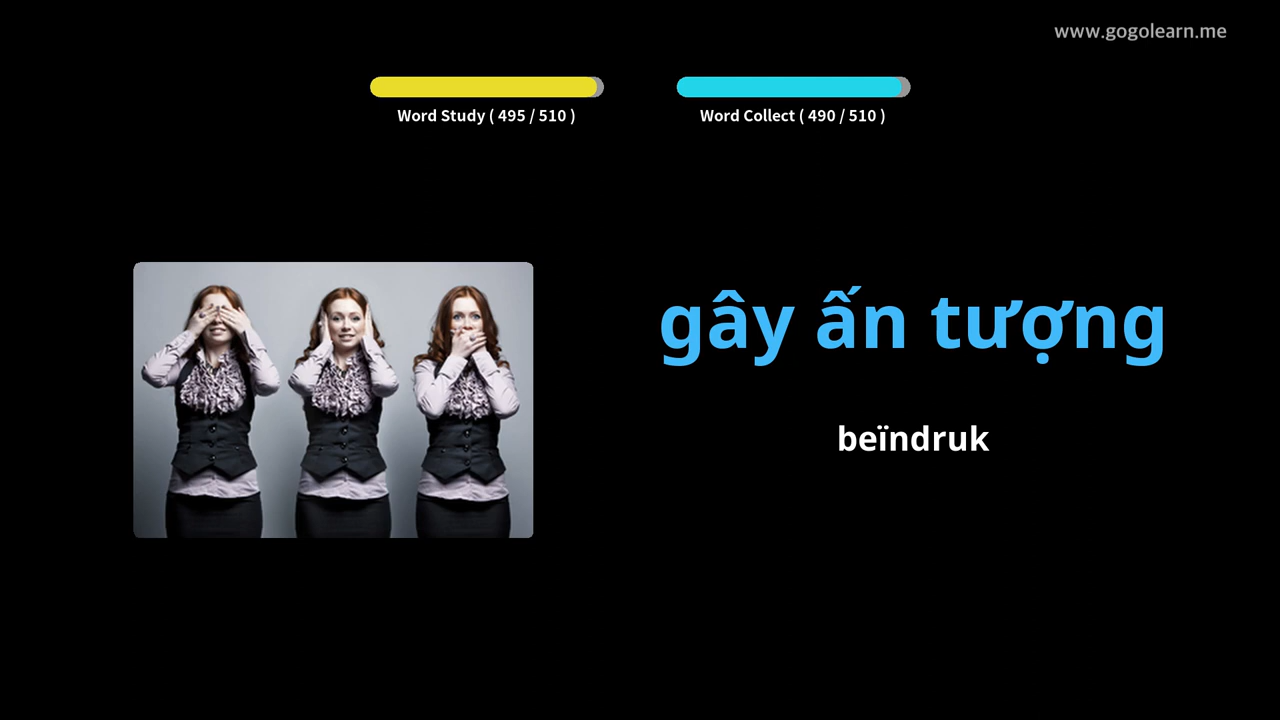 www.gogolearn.me
Word Study ( 495 / 510 )
Word Collect ( 490 / 510 )
gây ấn tượng
beïndruk